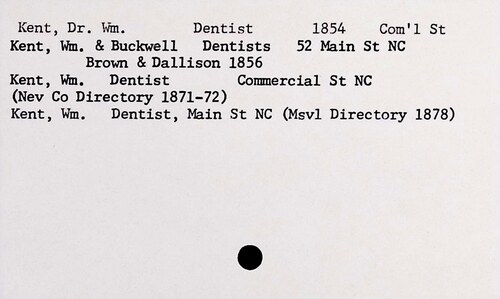 Kent, Dr. Wm. Dentist 1854 Com'l St
Kent, Wm. & Buckwell Dentists 52 Main St NC
Brown & Dallison 1856
Kent, Wm. Dentist Commercial St NC
(Nev Co Directory 1871-72)
Kent, Wm. Dentist, Main St NC (Msvl Directory 1878)